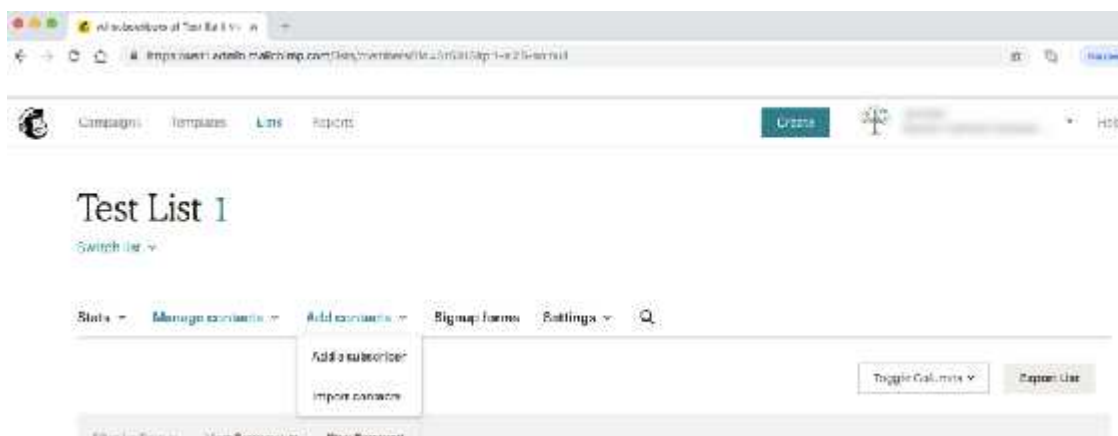 Campaigns Templates Lists Reports Create
Test List 1
Switch list
Stats Manage contacts Add contacts Signup forms Settings
Add a subscriber
Import contacts
Toggle Columns Export List